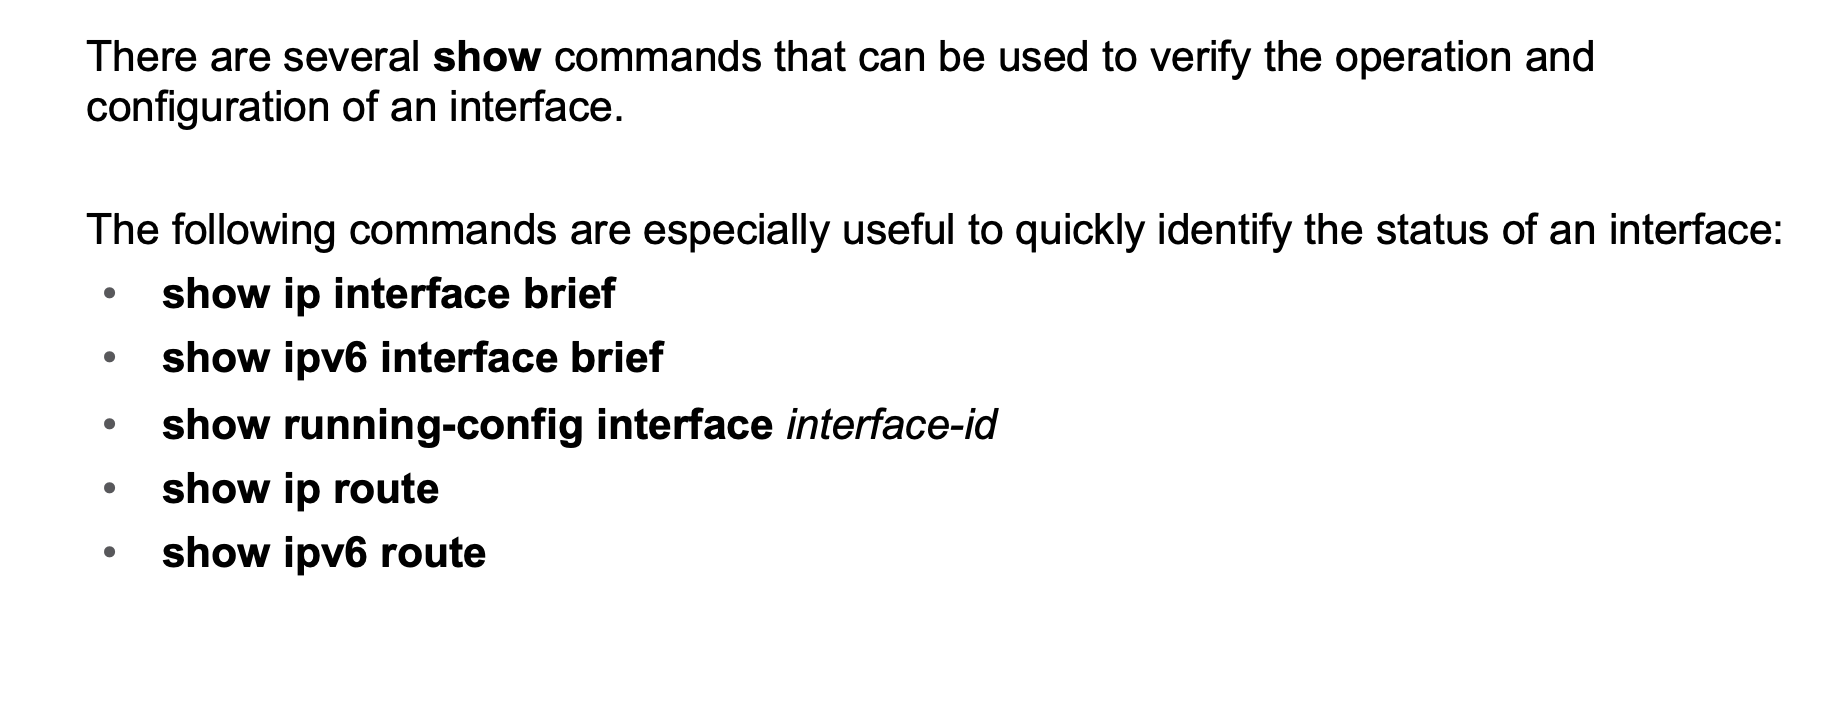 There are several show commands that can be used to verify the operation and
configuration of an interface.
The following commands are especially useful to quickly identify the status of an interface:
• show ip interface brief
• show ipv6 interface brief
• show running-config interface interface-id
• show ip route
• show ipv6 route